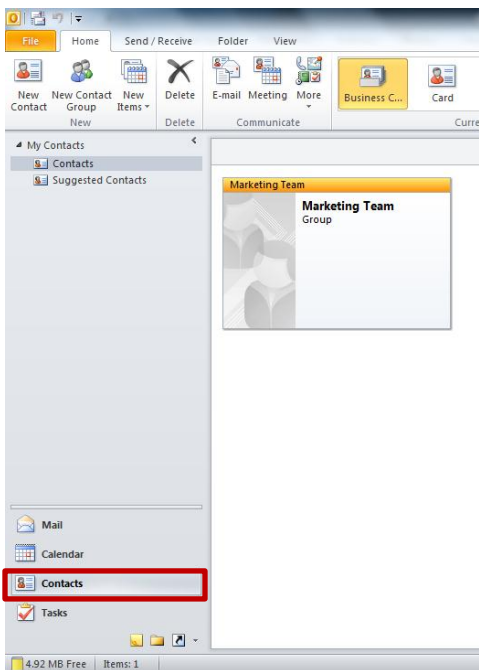 File Home Send / Receive Folder View
New Contact
New Contact Group
New Items
Delete
E-mail
Meeting
More
Business C...
Card
New Delete Communicate Curre
My Contacts
Contacts
Suggested Contacts
Marketing Team
Marketing Team
Group
Mail
Calendar
Contacts
Tasks
4.92 MB Free Items: 1